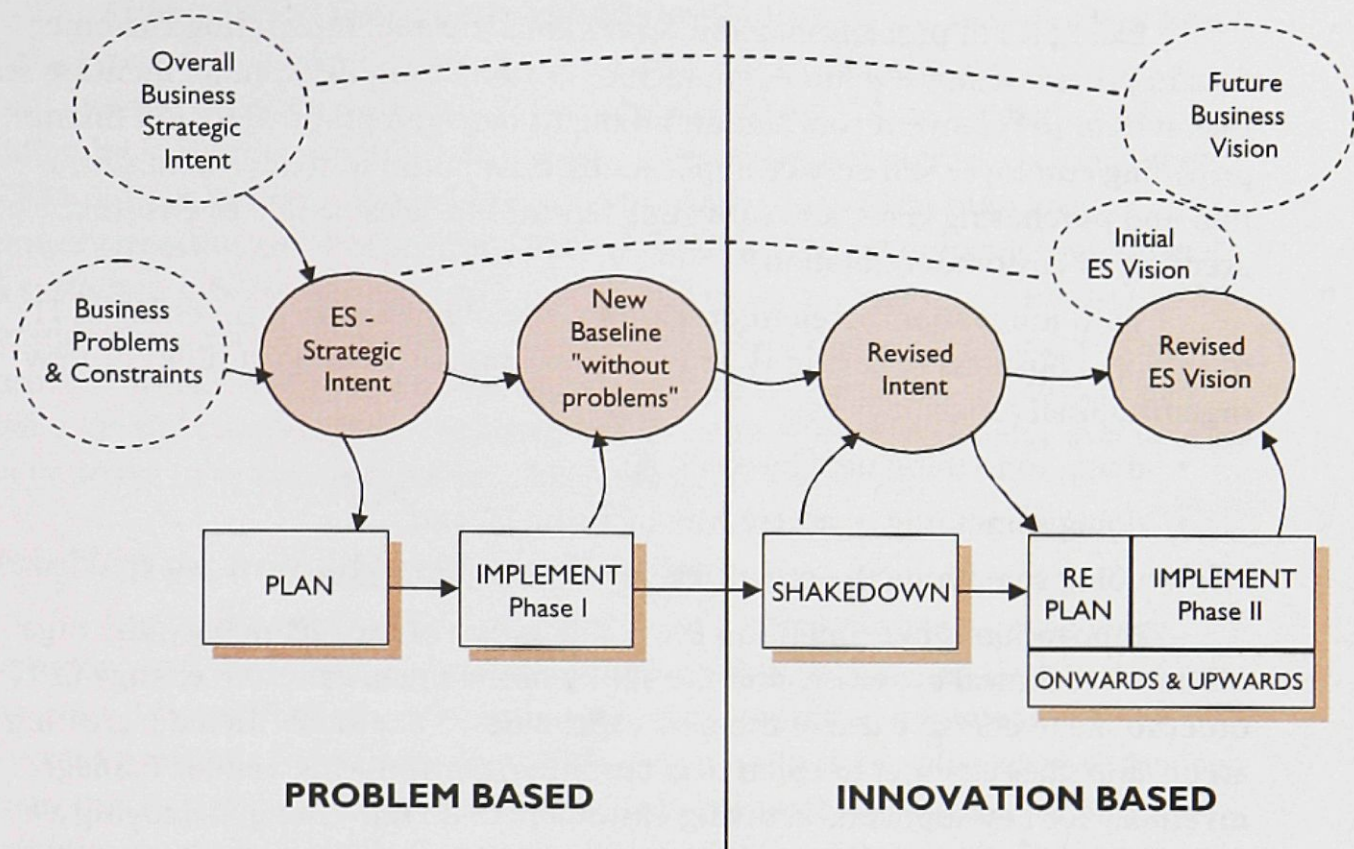 Overall
Business
Strategic
Intent
Future
Business
Vision
Initial
ES Vision
Business
Problems
& Constraints
ES -
Strategic
Intent
New
Baseline
"without
problems"
Revised
Intent
Revised
ES Vision
PLAN
IMPLEMENT
Phase I
SHAKEDOWN
RE
PLAN
IMPLEMENT
Phase II
ONWARDS & UPWARDS
PROBLEM BASED
INNOVATION BASED